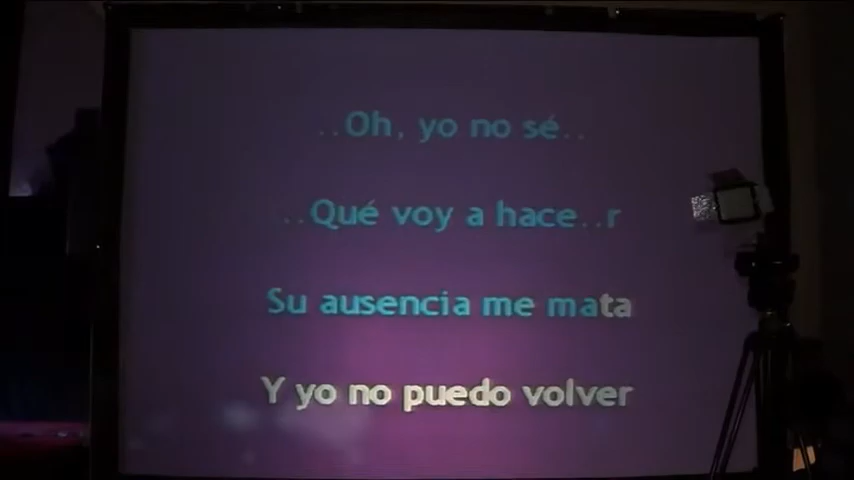 ..Oh, yo no sé..
..Qué voy a hace..r
Su ausencia me mata
Y yo no puedo volver